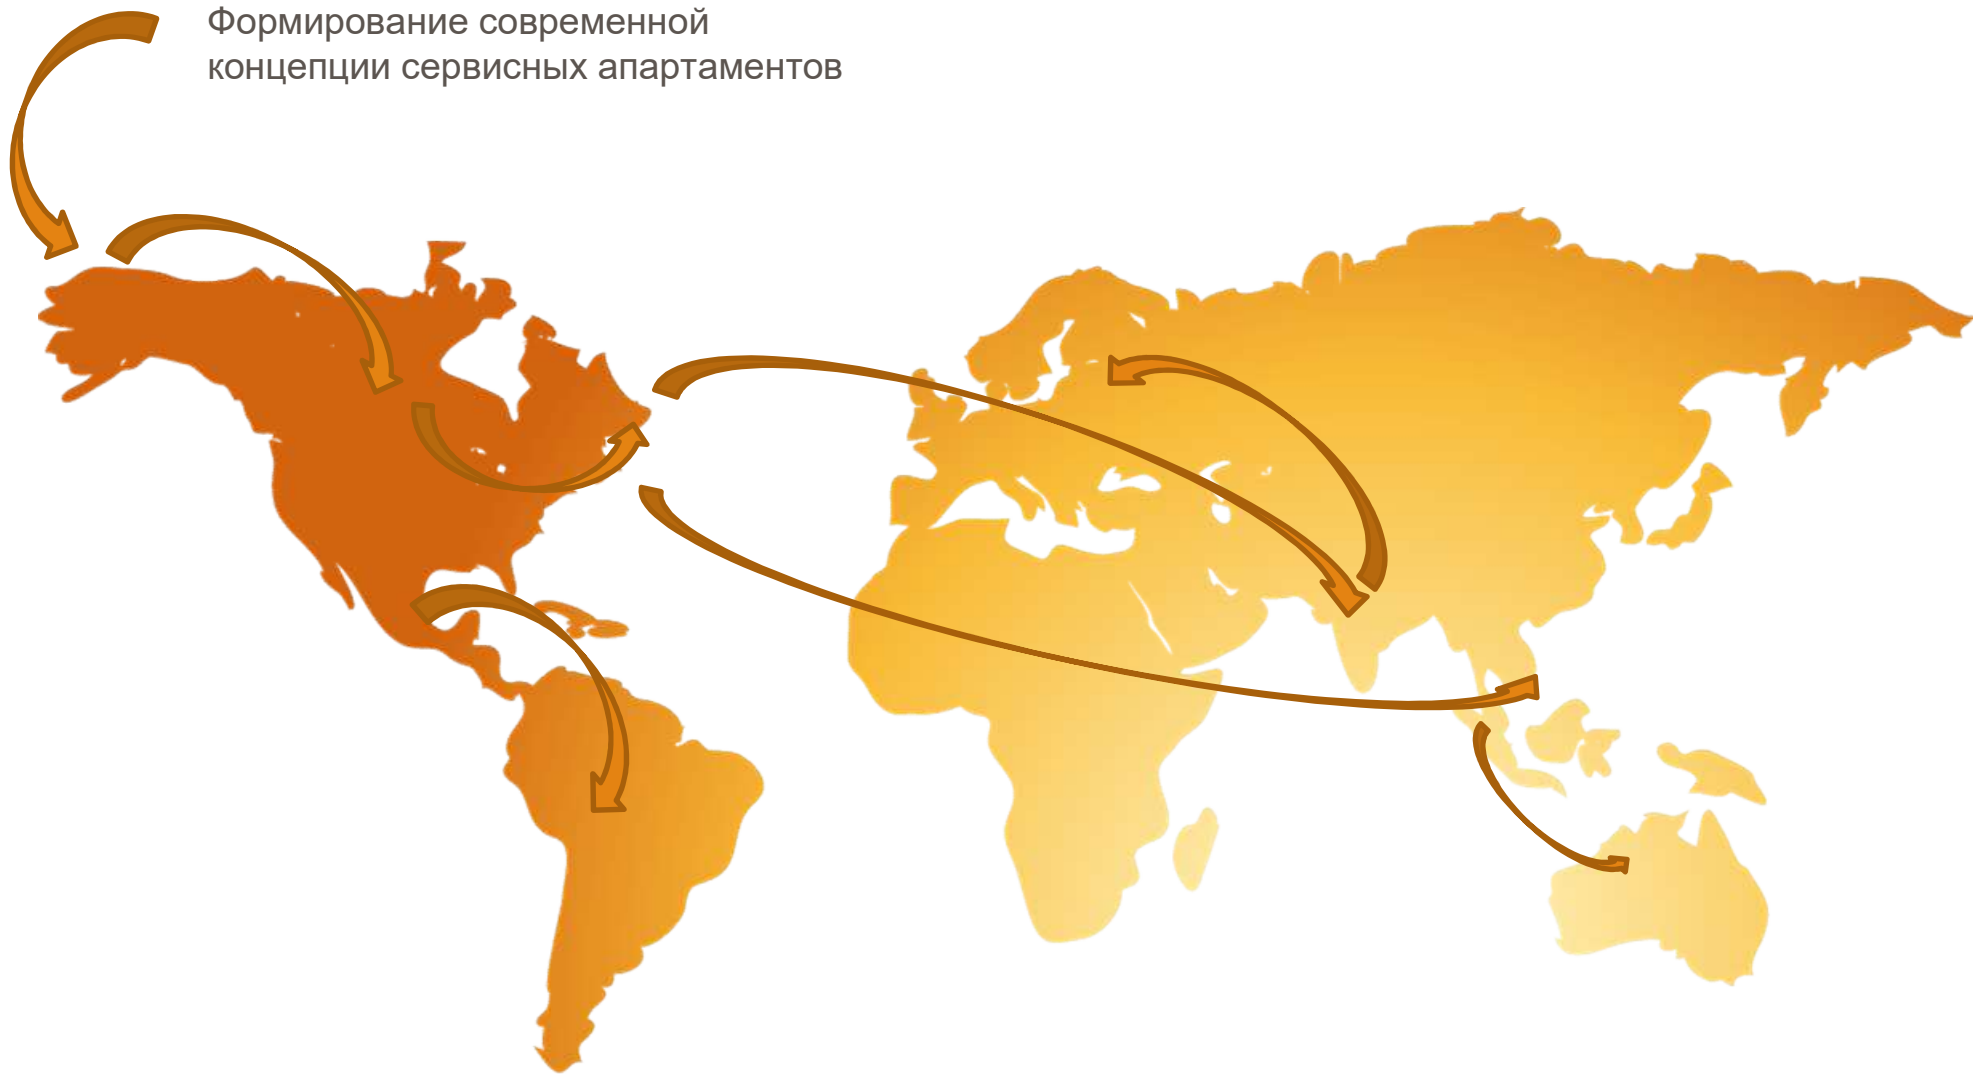 Формирование современной
концепции сервисных апартаментов